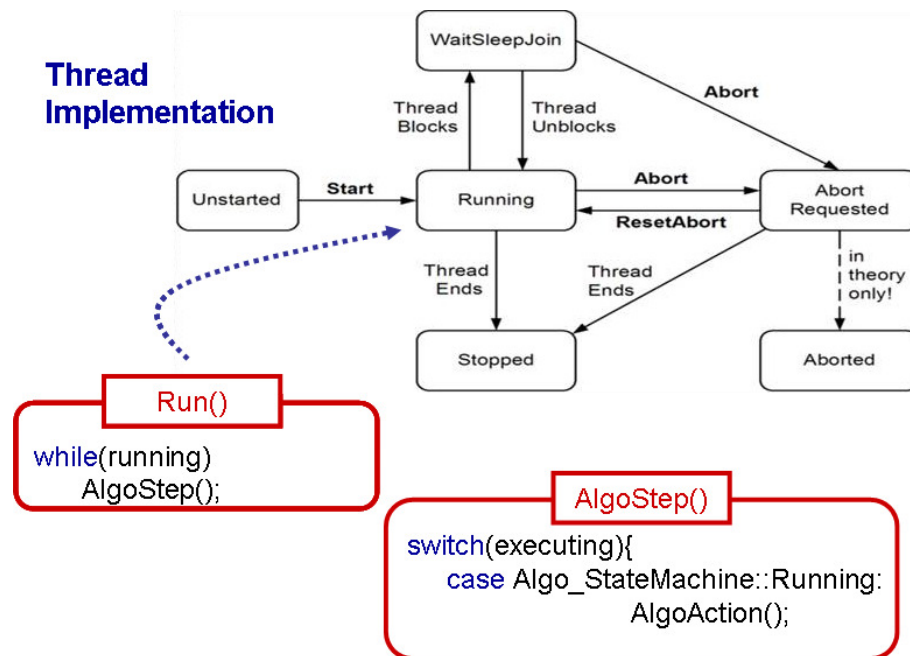 Thread
Implementation
WaitSleepJoin
Abort
Thread
Blocks
Thread
Unblocks
Unstarted
Start
Running
Abort
ResetAbort
Abort
Requested
Thread
Ends
Thread
Ends
in
theory
only!
Stopped
Aborted
Run()
while(running)
AlgoStep();
AlgoStep()
switch(executing){
case Algo_StateMachine::Running:
AlgoAction();